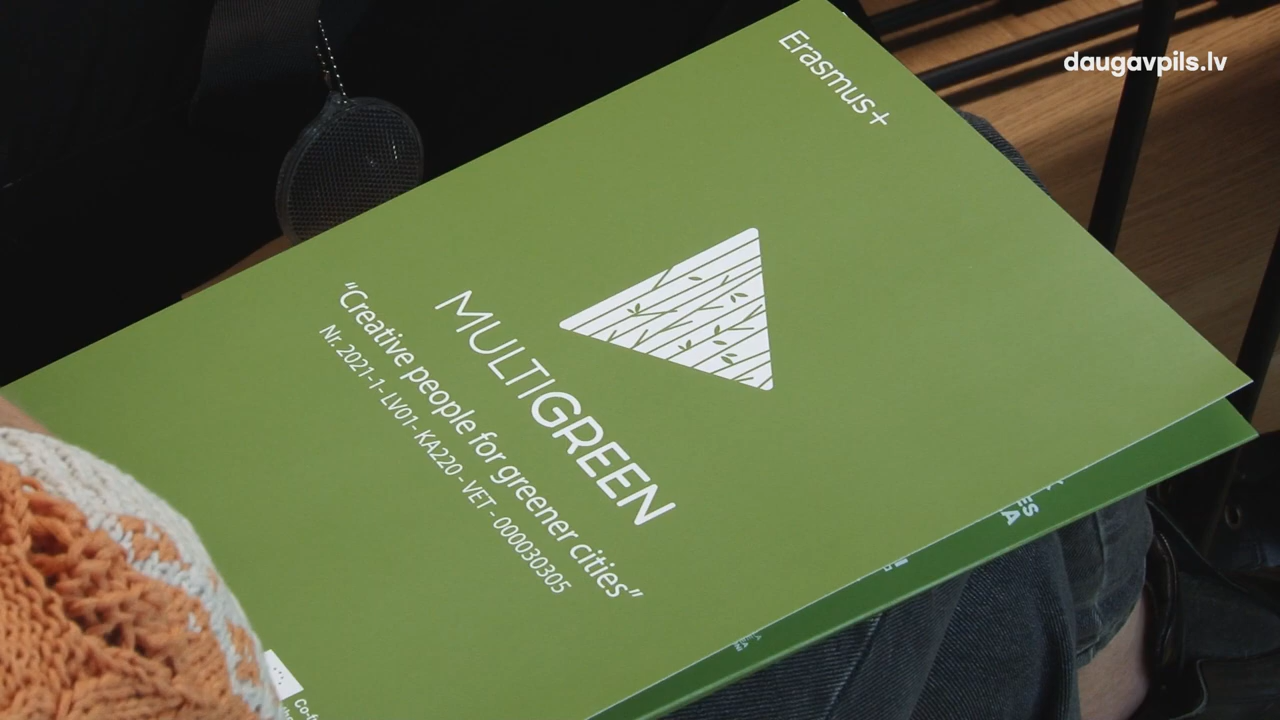 daugavpils.lv
Erasmus+
MULTIGREEN
“Creative people for greener cities”
Nr. 2021-1- LV01- KA220 - VET - 000030305